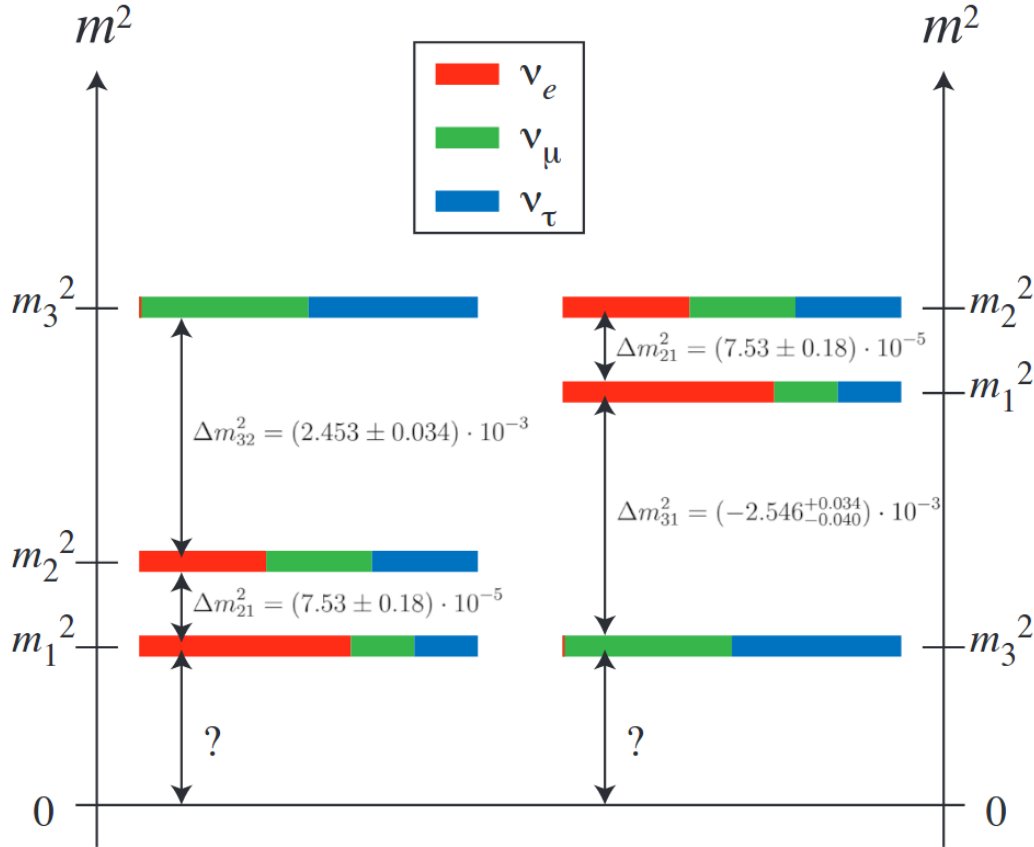 m² m²
νₑ
ν_μ
ν_τ
m₃² m₂²
Δm²₂₁ = (7.53 ± 0.18) · 10⁻⁵
m₁²
Δm²₃₂ = (2.453 ± 0.034) · 10⁻³
Δm²₃₁ = (−2.546⁺⁰·⁰³⁴₋₀.₀₄₀) · 10⁻³
m₂²
Δm²₂₁ = (7.53 ± 0.18) · 10⁻⁵
m₁² m₃²
? ?
0 0